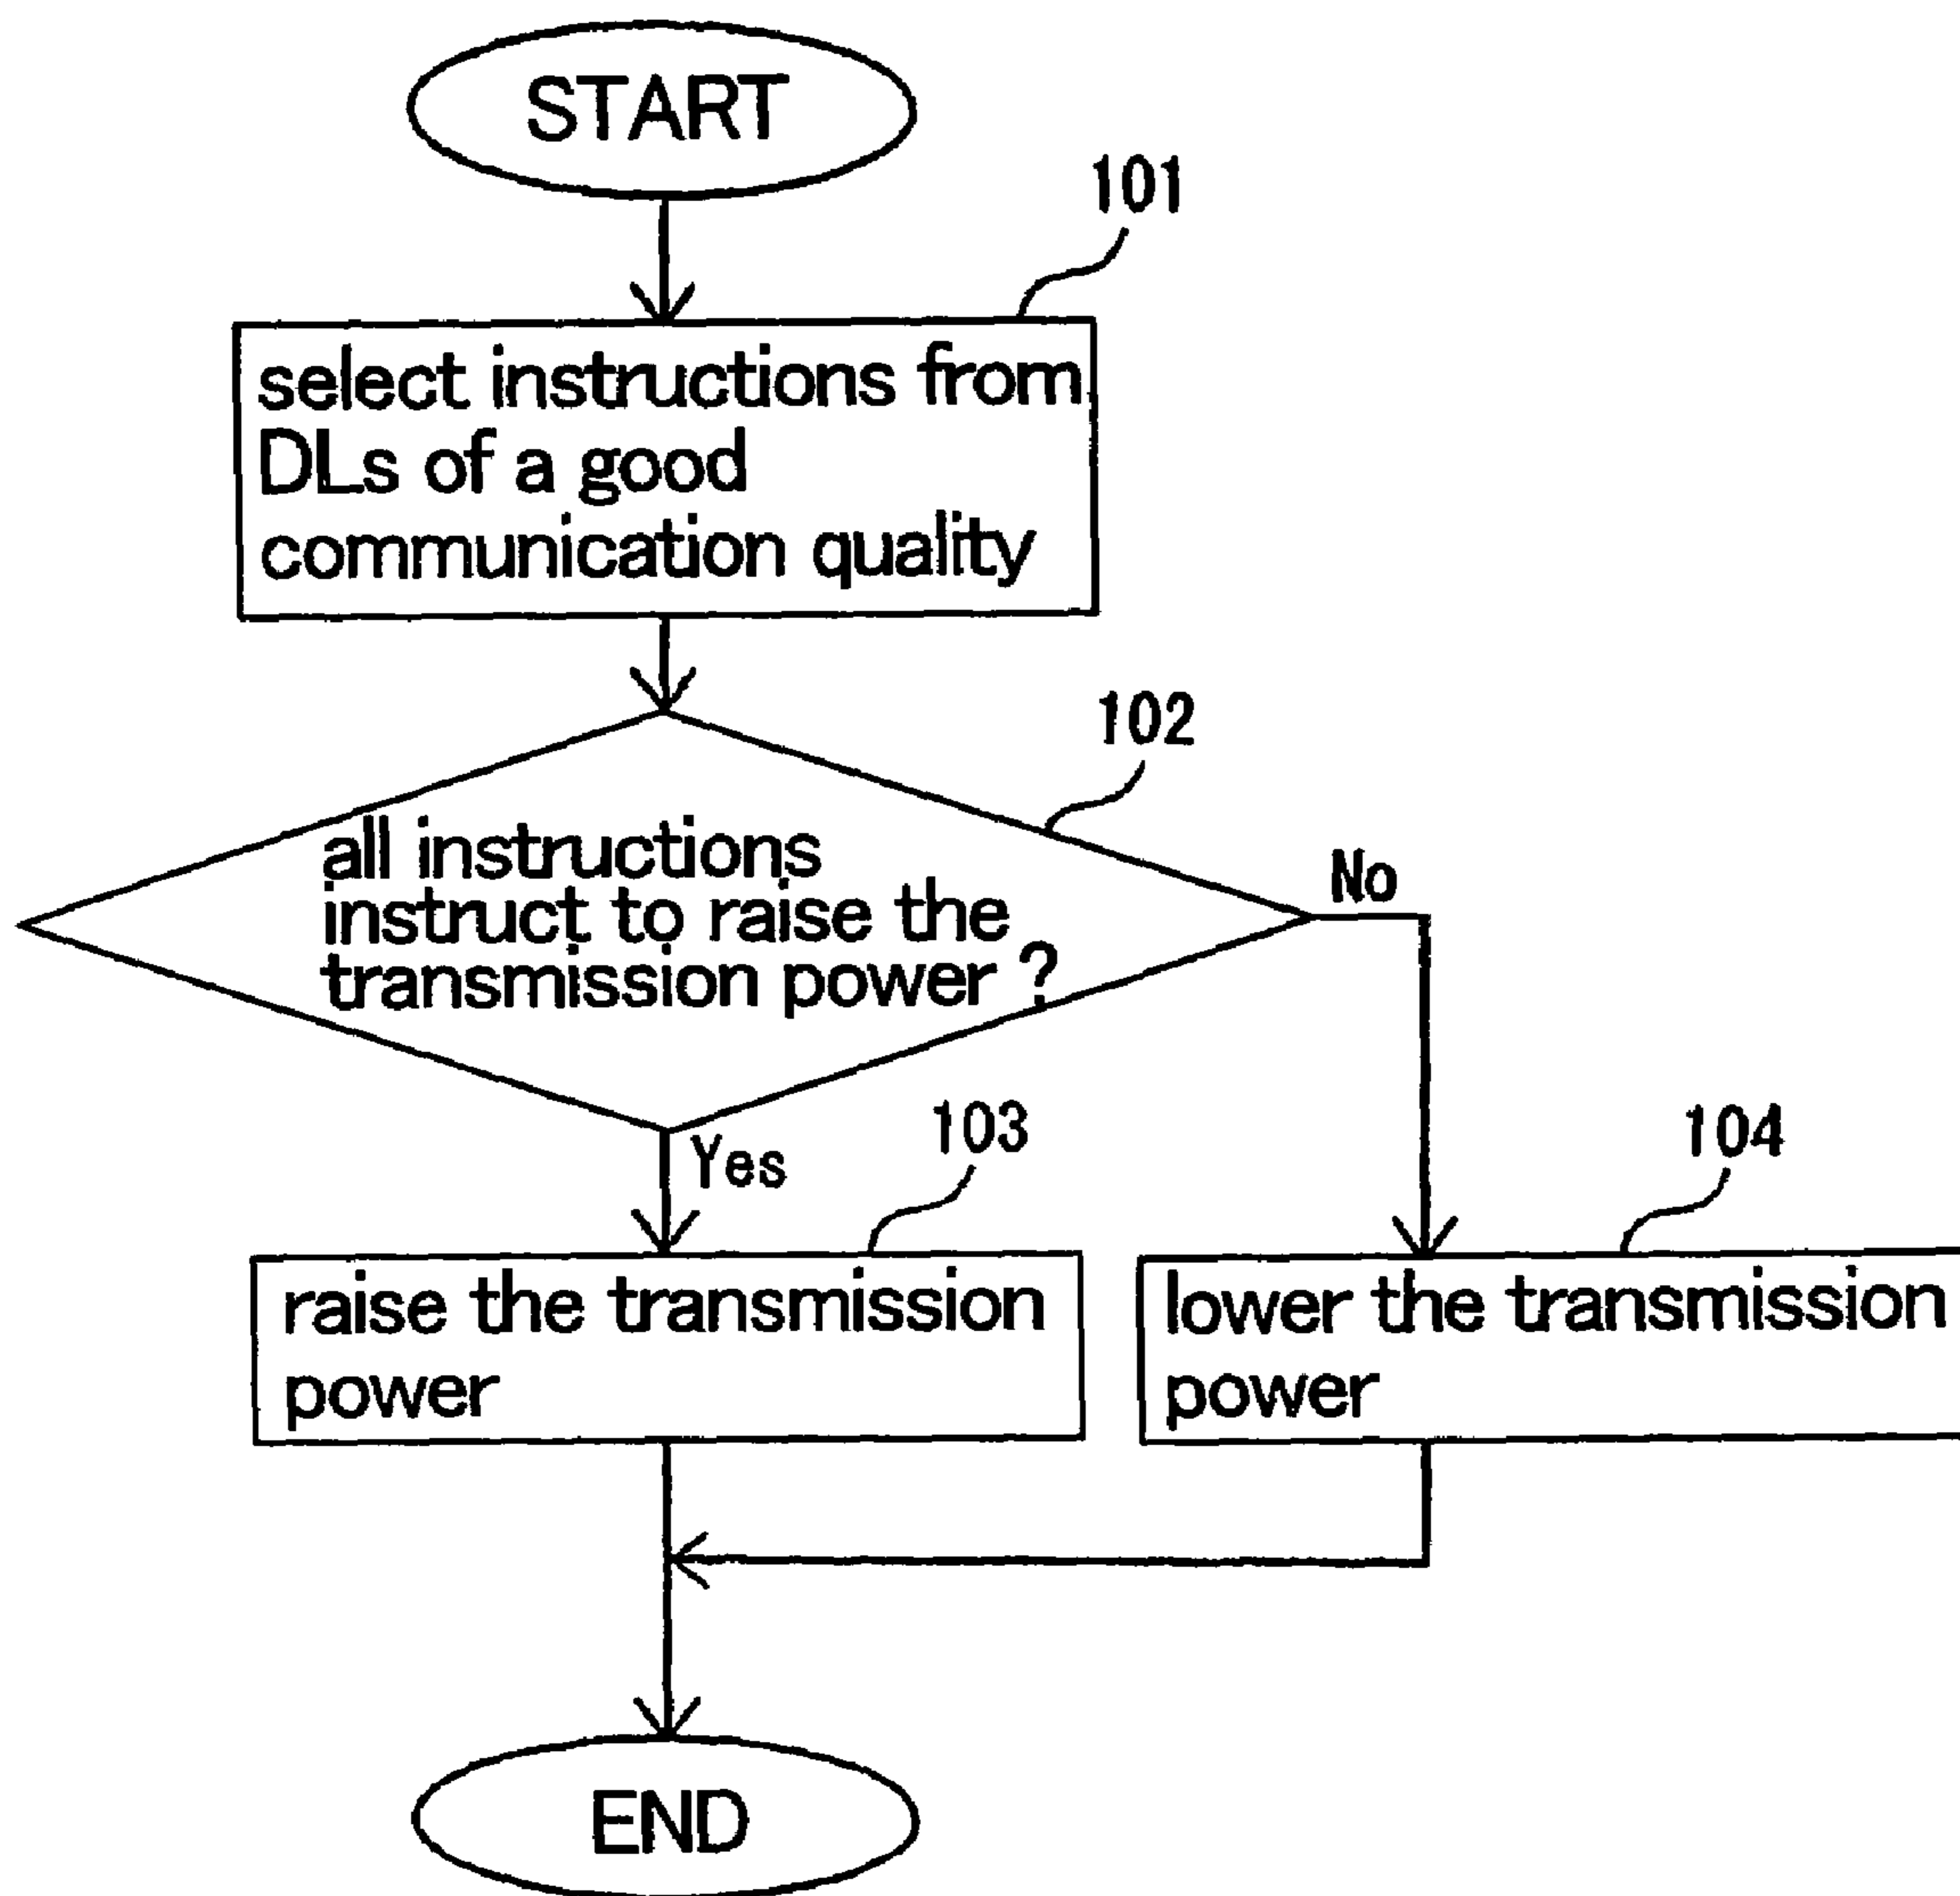 START
101
select instructions from
DLs of a good
communication quality
102
all instructions
instruct to raise the
transmission power ?
No
Yes
103
104
raise the transmission
power
lower the transmission
power
END